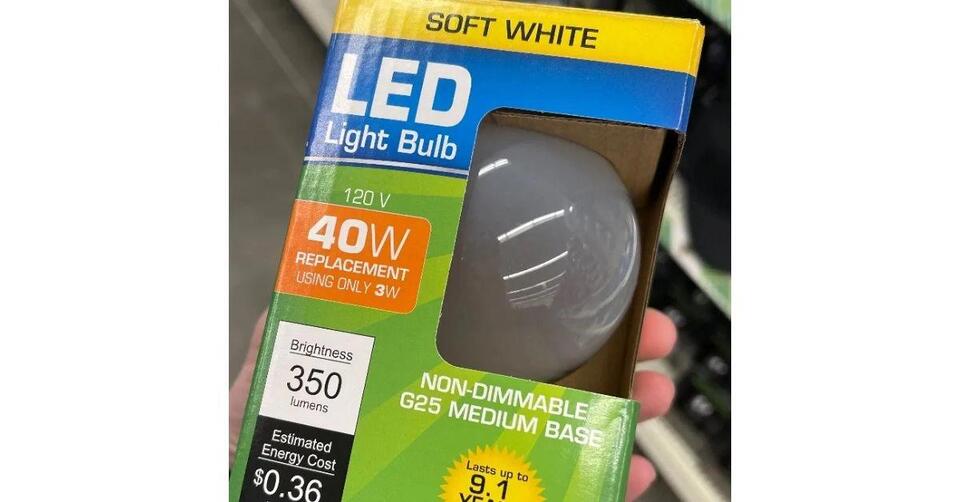 SOFT WHITE
LED
Light Bulb
120 V
40W
REPLACEMENT
USING ONLY 3W
Brightness
350
lumens
NON-DIMMABLE
G25 MEDIUM BASE
Estimated
Energy Cost
$0.36
Lasts up to
9.1